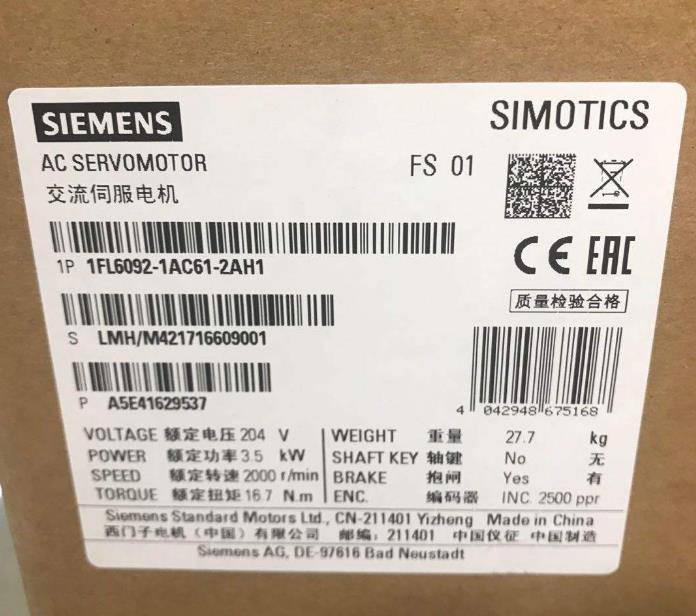 SIEMENS
SIMOTICS
AC SERVOMOTOR
FS 01
交流伺服电机
1P 1FL6092-1AC61-2AH1
CE EAC
质量检验合格
S LMH/M421716609001
P A5E41629537
4 042948 675168
VOLTAGE 额定电压 204 V
POWER 额定功率 3.5 kW
SPEED 额定转速 2000 r/min
TORQUE 额定扭矩 16.7 N.m
WEIGHT 重量 27.7 kg
SHAFT KEY 轴键 No 无
BRAKE 抱闸 Yes 有
ENC. 编码器 INC. 2500 ppr
Siemens Standard Motors Ltd., CN-211401 Yizheng Made in China
西门子电机（中国）有限公司 邮编：211401 中国仪征 中国制造
Siemens AG, DE-97616 Bad Neustadt